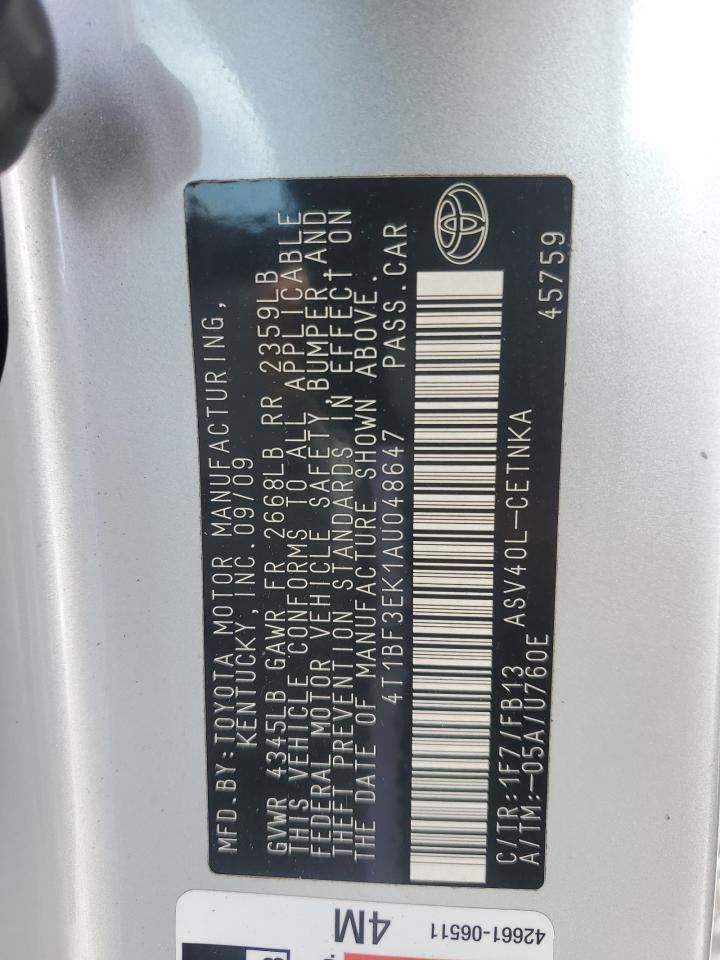 MFD.BY:TOYOTA MOTOR MANUFACTURING,
KENTUCKY, INC.09/09
GVWR 4345LB GAWR FR 2668LB RR 2359LB
THIS VEHICLE CONFORMS TO ALL APPLICABLE
FEDERAL MOTOR VEHICLE SAFETY, BUMPER, AND
THEFT PREVENTION STANDARDS IN EFFECT ON
THE DATE OF MANUFACTURE SHOWN ABOVE.
4T1BF3EK1AU048647 PASS.CAR
C/TR:1F7/FB13 ASV40L-CETNKA 45759
A/TM:-05A/U760E
4M
42661-06511